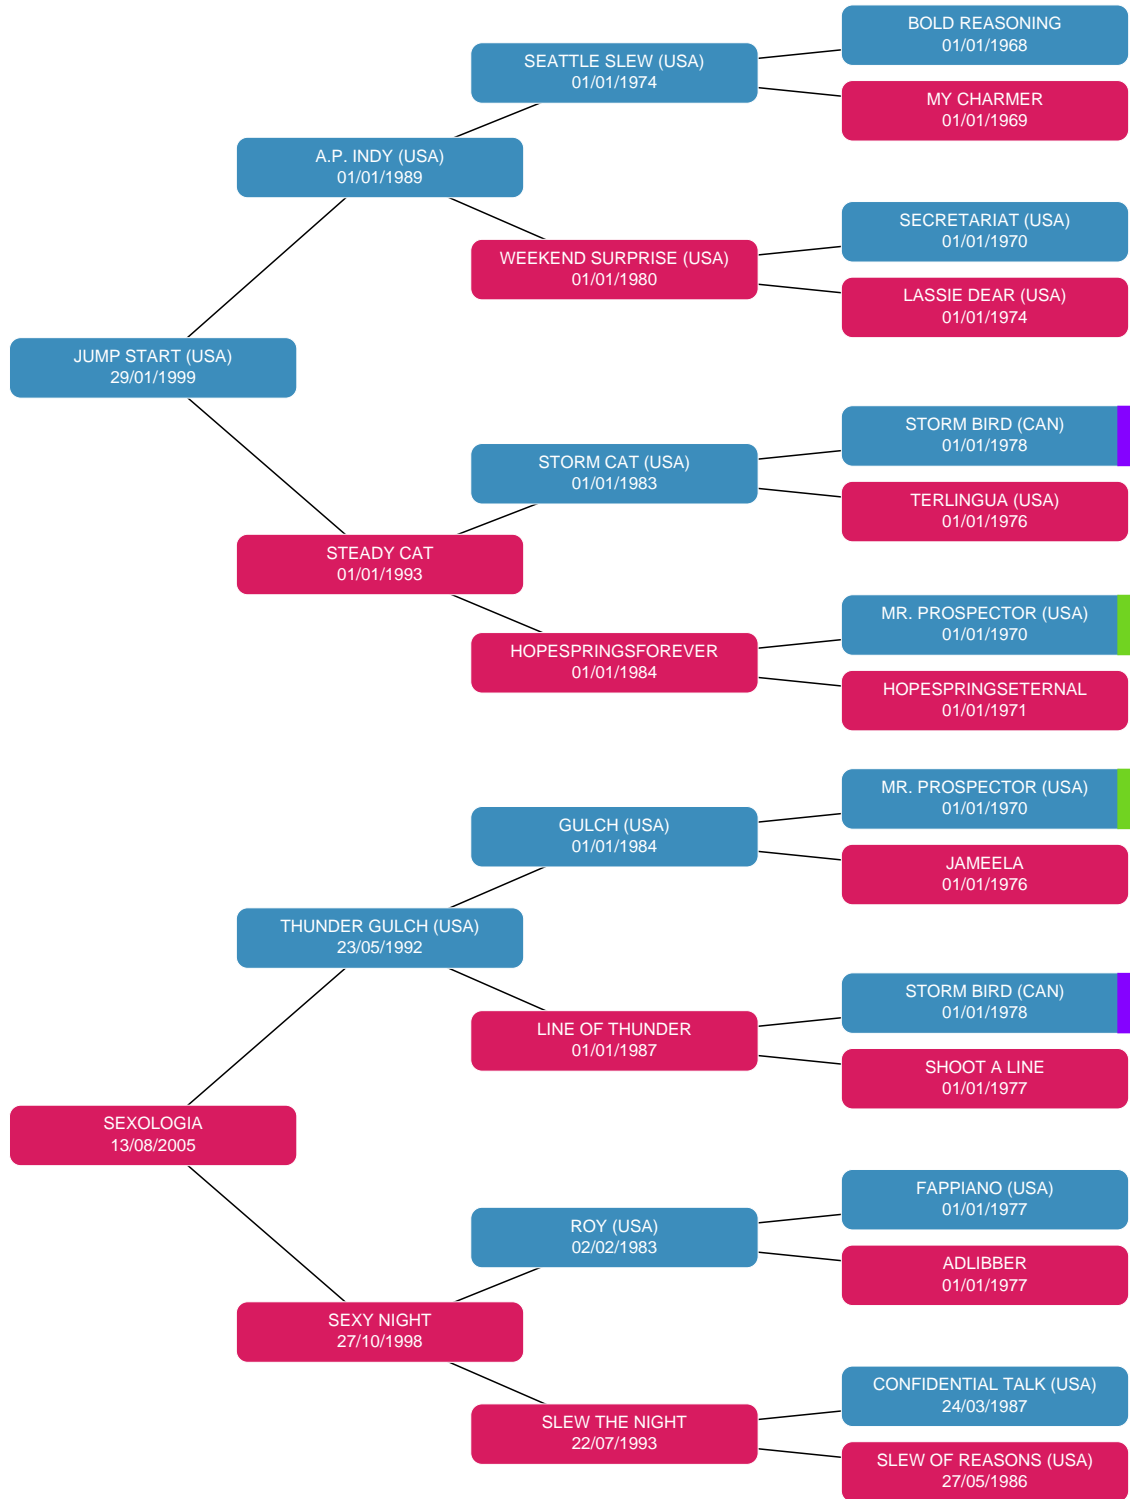 BOLD REASONING
01/01/1968
SEATTLE SLEW (USA)
01/01/1974
MY CHARMER
01/01/1969
A.P. INDY (USA)
01/01/1989
SECRETARIAT (USA)
01/01/1970
WEEKEND SURPRISE (USA)
01/01/1980
LASSIE DEAR (USA)
01/01/1974
JUMP START (USA)
29/01/1999
STORM BIRD (CAN)
01/01/1978
STORM CAT (USA)
01/01/1983
TERLINGUA (USA)
01/01/1976
STEADY CAT
01/01/1993
MR. PROSPECTOR (USA)
01/01/1970
HOPESPRINGSFOREVER
01/01/1984
HOPESPRINGSETERNAL
01/01/1971
MR. PROSPECTOR (USA)
01/01/1970
GULCH (USA)
01/01/1984
JAMEELA
01/01/1976
THUNDER GULCH (USA)
23/05/1992
STORM BIRD (CAN)
01/01/1978
LINE OF THUNDER
01/01/1987
SHOOT A LINE
01/01/1977
SEXOLOGIA
13/08/2005
FAPPIANO (USA)
01/01/1977
ROY (USA)
02/02/1983
ADLIBBER
01/01/1977
SEXY NIGHT
27/10/1998
CONFIDENTIAL TALK (USA)
24/03/1987
SLEW THE NIGHT
22/07/1993
SLEW OF REASONS (USA)
27/05/1986